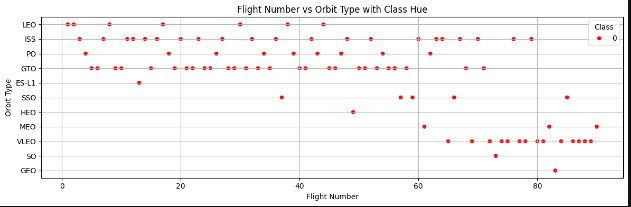 Flight Number vs Orbit Type with Class Hue
Class
0
LEO
ISS
PO
GTO
ES-L1
SSO
HEO
MEO
VLEO
SO
GEO
Orbit Type
0 20 40 60 80
Flight Number